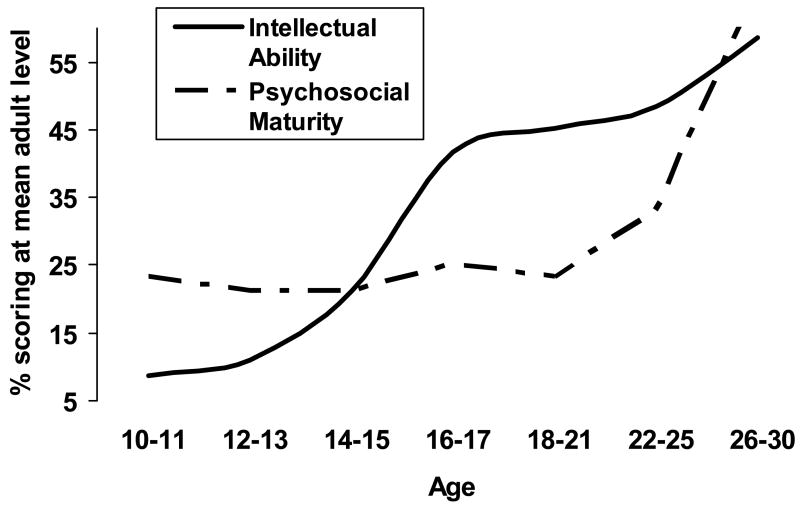 Intellectual
Ability
Psychosocial
Maturity
% scoring at mean adult level
55
45
35
25
15
5
10-11 12-13 14-15 16-17 18-21 22-25 26-30
Age